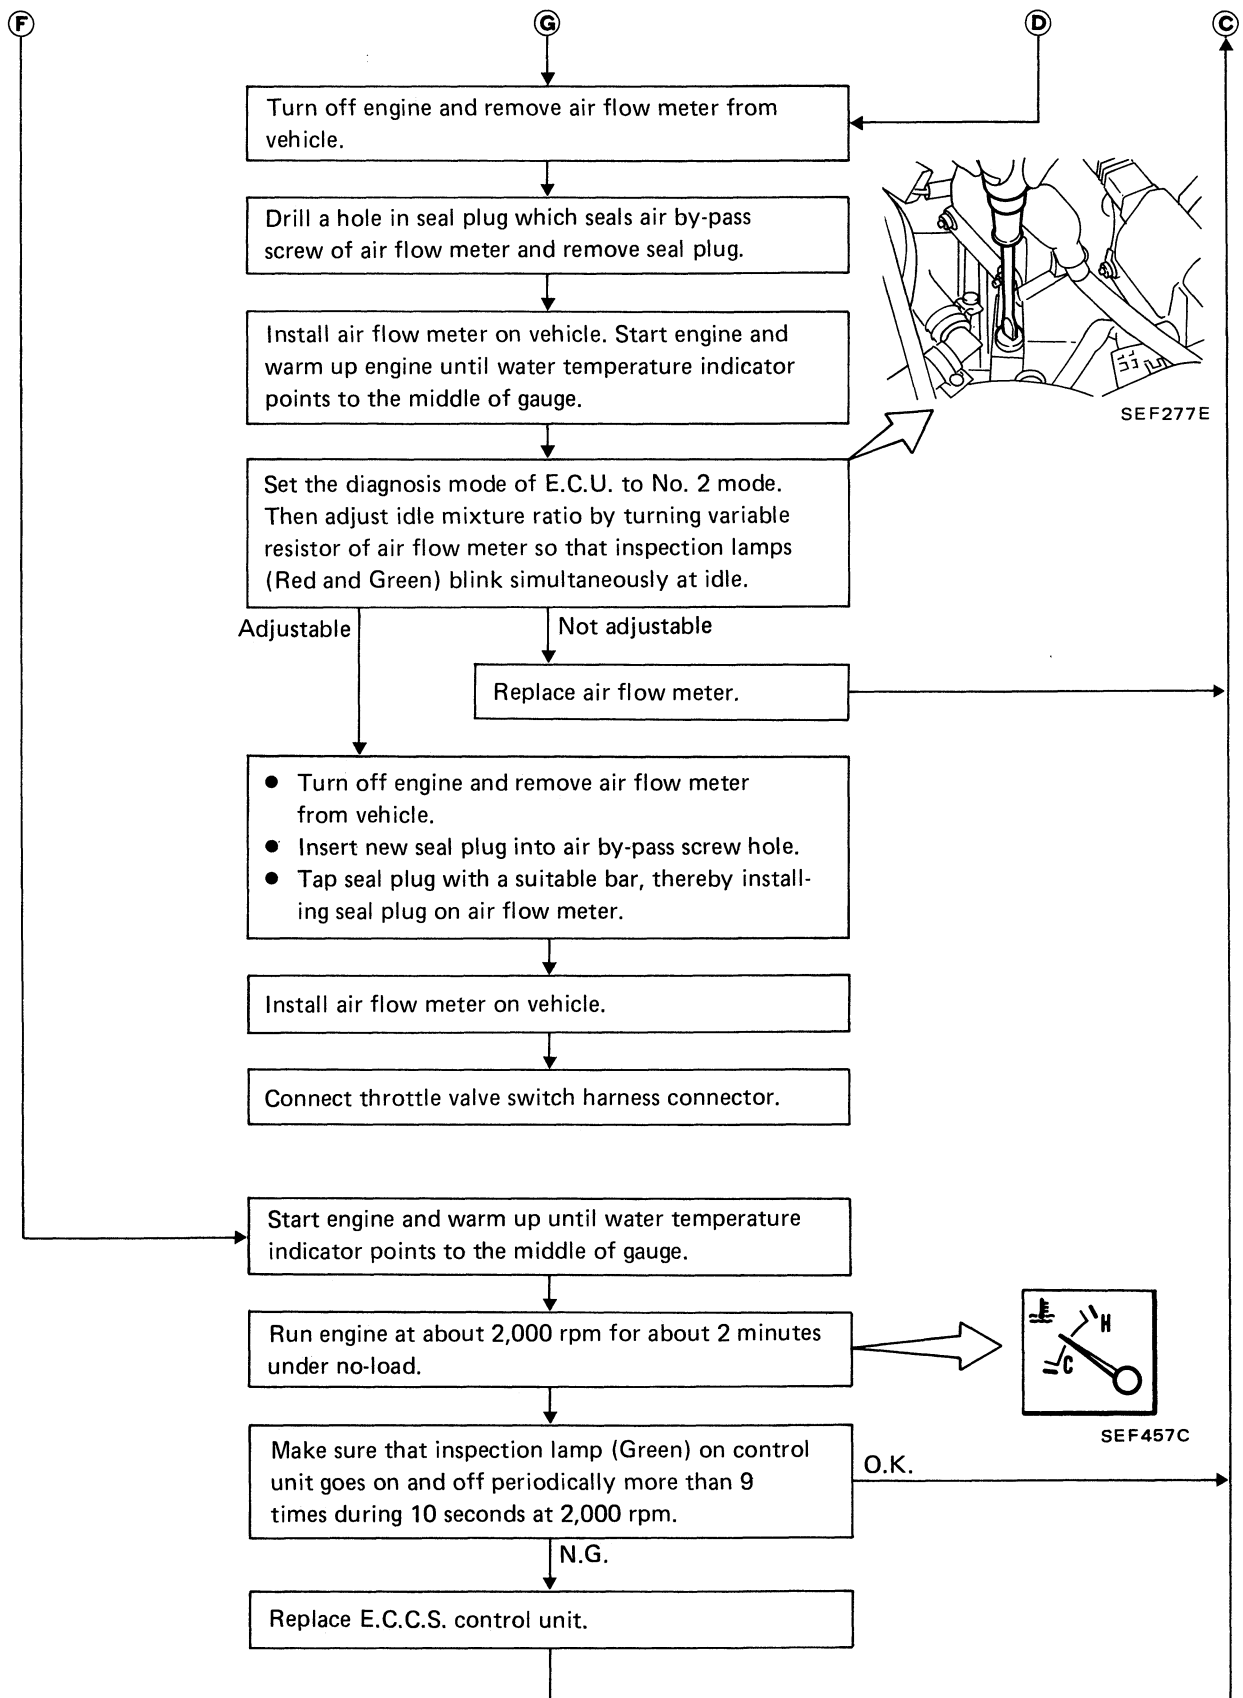 F G D C
Turn off engine and remove air flow meter from
vehicle.
Drill a hole in seal plug which seals air by-pass
screw of air flow meter and remove seal plug.
Install air flow meter on vehicle. Start engine and
warm up engine until water temperature indicator
points to the middle of gauge.
SEF277E
Set the diagnosis mode of E.C.U. to No. 2 mode.
Then adjust idle mixture ratio by turning variable
resistor of air flow meter so that inspection lamps
(Red and Green) blink simultaneously at idle.
Adjustable
Not adjustable
Replace air flow meter.
● Turn off engine and remove air flow meter
from vehicle.
● Insert new seal plug into air by-pass screw hole.
● Tap seal plug with a suitable bar, thereby install-
ing seal plug on air flow meter.
Install air flow meter on vehicle.
Connect throttle valve switch harness connector.
Start engine and warm up until water temperature
indicator points to the middle of gauge.
Run engine at about 2,000 rpm for about 2 minutes
under no-load.
H
C
SEF457C
Make sure that inspection lamp (Green) on control
unit goes on and off periodically more than 9
times during 10 seconds at 2,000 rpm.
O.K.
N.G.
Replace E.C.C.S. control unit.